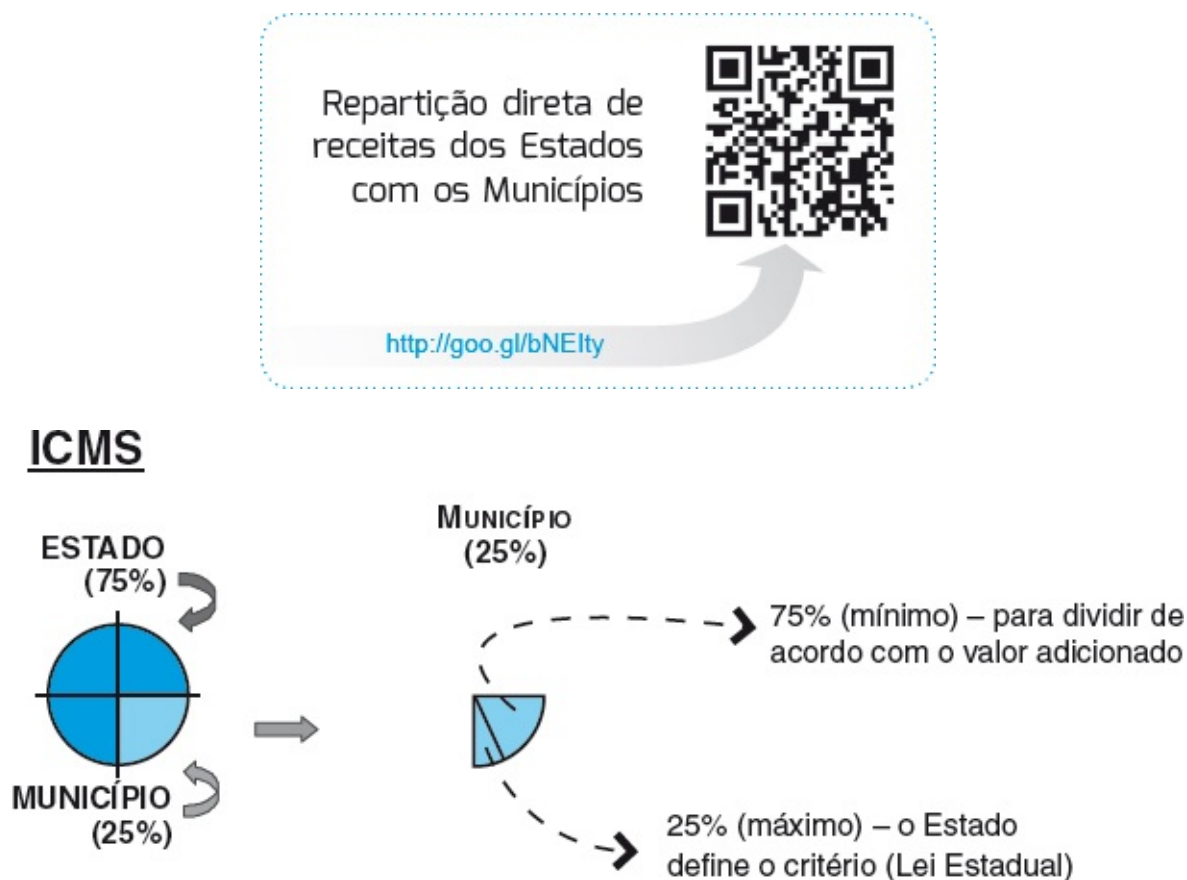 Repartição direta de
receitas dos Estados
com os Municípios
http://goo.gl/bNEIty
ICMS
ESTADO
(75%)
MUNICÍPIO
(25%)
MUNICÍPIO
(25%)
75% (mínimo) – para dividir de
acordo com o valor adicionado
25% (máximo) – o Estado
define o critério (Lei Estadual)